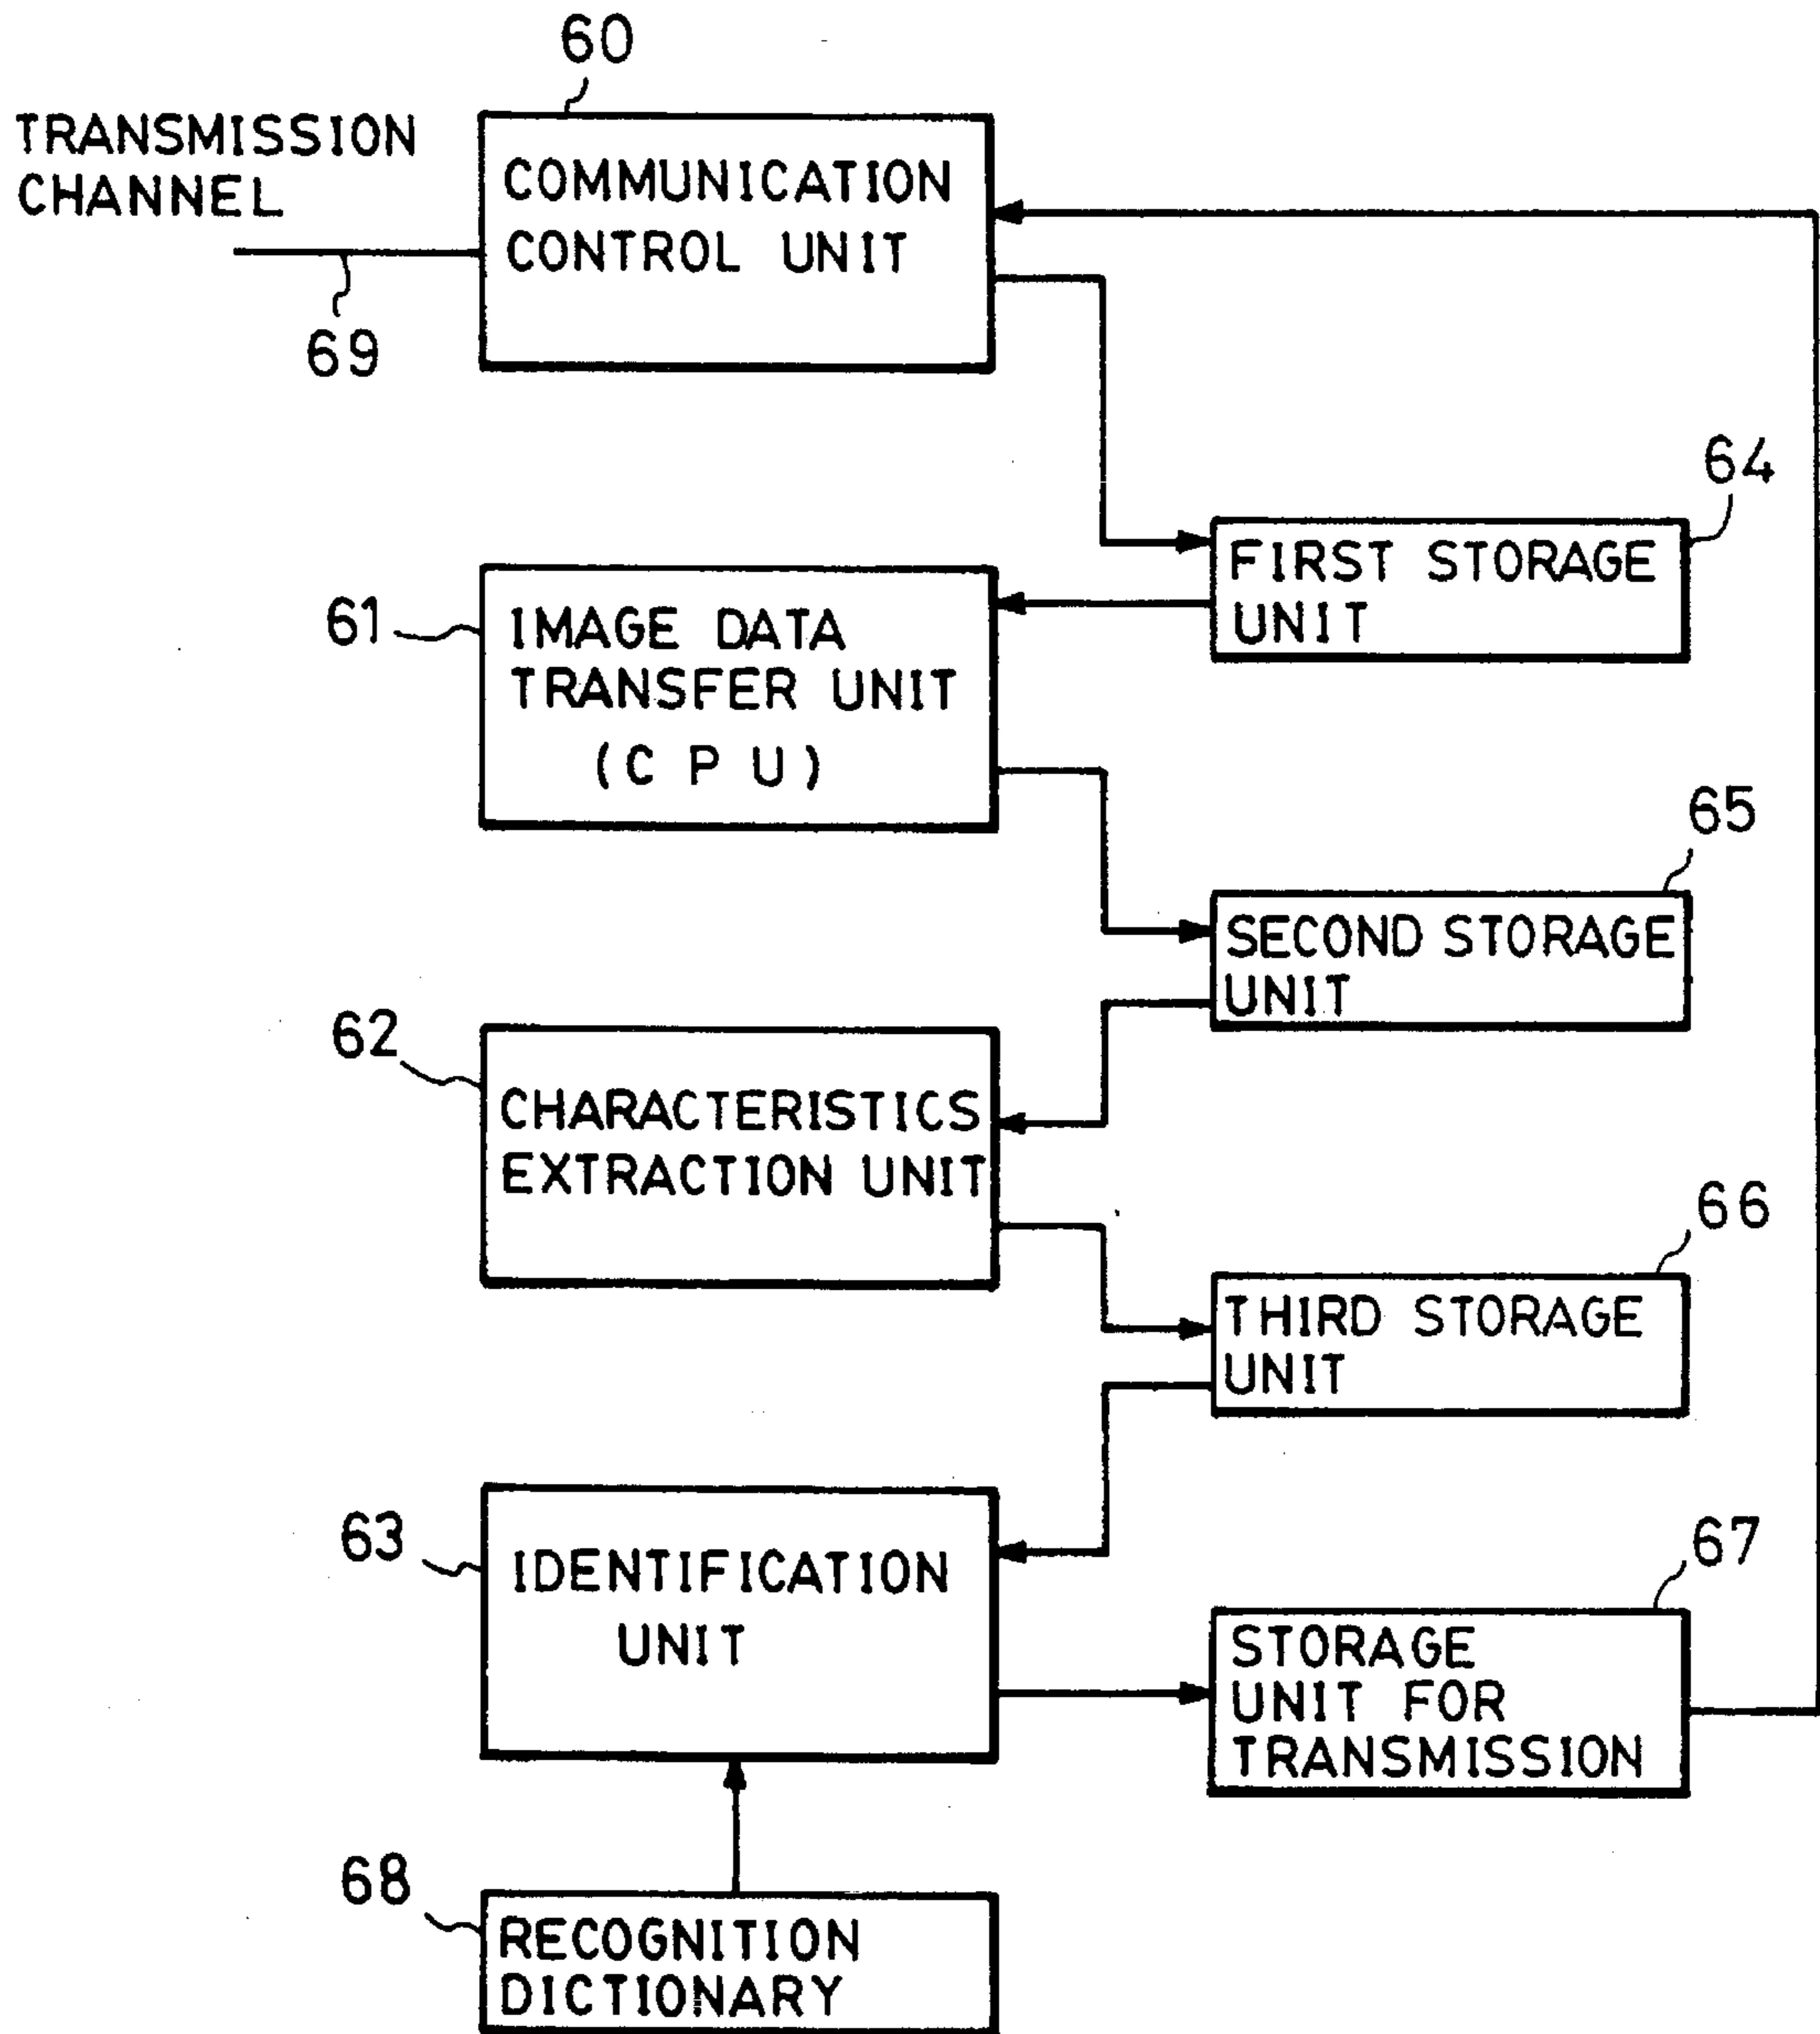 60
TRANSMISSION
CHANNEL
COMMUNICATION
CONTROL UNIT
69
64
FIRST STORAGE
UNIT
61
IMAGE DATA
TRANSFER UNIT
(CPU)
65
SECOND STORAGE
UNIT
62
CHARACTERISTICS
EXTRACTION UNIT
66
THIRD STORAGE
UNIT
63
IDENTIFICATION
UNIT
67
STORAGE
UNIT FOR
TRANSMISSION
68
RECOGNITION
DICTIONARY